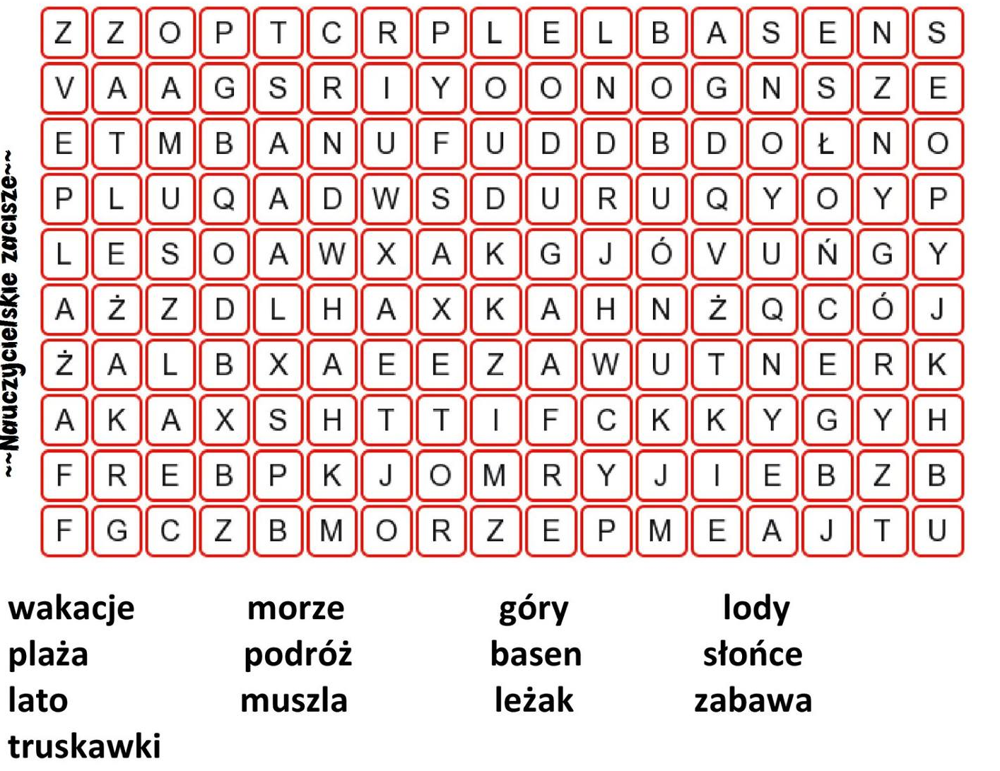 Z Z O P T C R P L E L B A S E N S
V A A G S R I Y O O N O G N S Z E
E T M B A N U F U D D B D O Ł N O
P L U Q A D W S D U R U Q Y O Y P
L E S O A W X A K G J Ó V U Ń G Y
A Ż Z D L H A X K A H N Ż Q C Ó J
Ż A L B X A E E Z A W U T N E R K
A K A X S H T T I F C K K Y G Y H
F R E B P K J O M R Y J I E B Z B
F G C Z B M O R Z E P M E A J T U
~~Nauczycielskie zacisze~~
wakacje morze góry lody
plaża podróż basen słońce
lato muszla leżak zabawa
truskawki